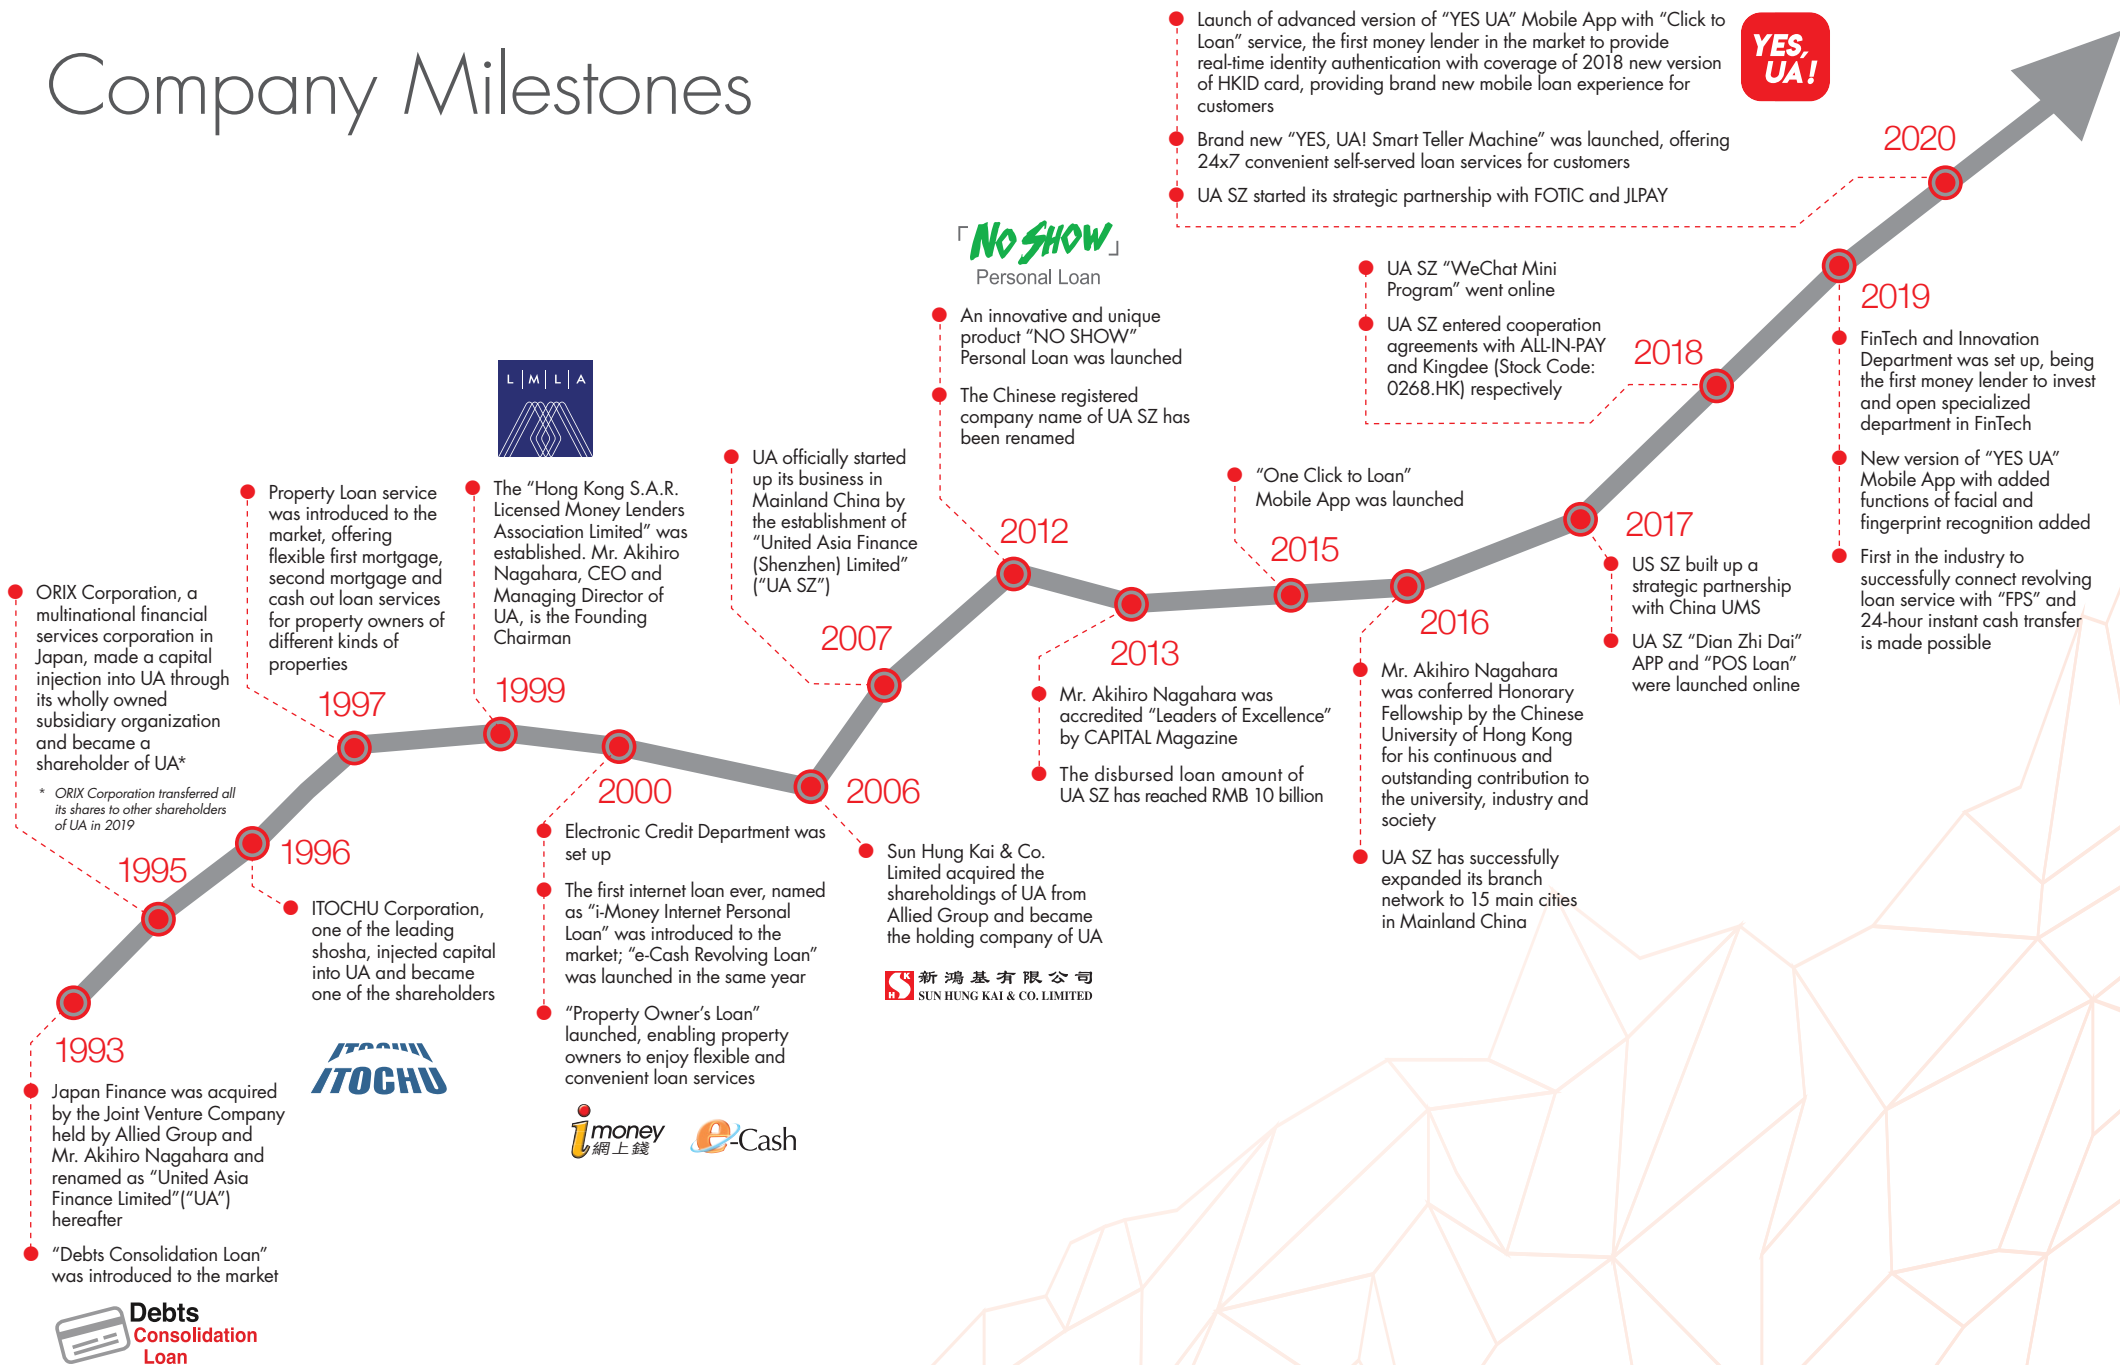 Company Milestones
1993
Japan Finance was acquired
by the Joint Venture Company
held by Allied Group and
Mr. Akihiro Nagahara and
renamed as “United Asia
Finance Limited”(“UA”)
hereafter
“Debts Consolidation Loan”
was introduced to the market
Debts
Consolidation
Loan
1995
ORIX Corporation, a
multinational financial
services corporation in
Japan, made a capital
injection into UA through
its wholly owned
subsidiary organization
and became a
shareholder of UA*
* ORIX Corporation transferred all
its shares to other shareholders
of UA in 2019
1996
ITOCHU Corporation,
one of the leading
shosha, injected capital
into UA and became
one of the shareholders
ITOCHU
ITOCHU
1997
Property Loan service
was introduced to the
market, offering
flexible first mortgage,
second mortgage and
cash out loan services
for property owners of
different kinds of
properties
L M L A
1999
The “Hong Kong S.A.R.
Licensed Money Lenders
Association Limited” was
established. Mr. Akihiro
Nagahara, CEO and
Managing Director of
UA, is the Founding
Chairman
2000
Electronic Credit Department was
set up
The first internet loan ever, named
as “i-Money Internet Personal
Loan” was introduced to the
market; “e-Cash Revolving Loan”
was launched in the same year
“Property Owner’s Loan”
launched, enabling property
owners to enjoy flexible and
convenient loan services
i money
網上錢
e-Cash
2006
Sun Hung Kai & Co.
Limited acquired the
shareholdings of UA from
Allied Group and became
the holding company of UA
SHK
新鴻基有限公司
SUN HUNG KAI & CO. LIMITED
2007
UA officially started
up its business in
Mainland China by
the establishment of
“United Asia Finance
(Shenzhen) Limited”
(“UA SZ”)
「NO SHOW」
Personal Loan
2012
An innovative and unique
product “NO SHOW”
Personal Loan was launched
The Chinese registered
company name of UA SZ has
been renamed
2013
Mr. Akihiro Nagahara was
accredited “Leaders of Excellence”
by CAPITAL Magazine
The disbursed loan amount of
UA SZ has reached RMB 10 billion
2015
“One Click to Loan”
Mobile App was launched
2016
Mr. Akihiro Nagahara
was conferred Honorary
Fellowship by the Chinese
University of Hong Kong
for his continuous and
outstanding contribution to
the university, industry and
society
UA SZ has successfully
expanded its branch
network to 15 main cities
in Mainland China
2017
US SZ built up a
strategic partnership
with China UMS
UA SZ “Dian Zhi Dai”
APP and “POS Loan”
were launched online
2018
UA SZ “WeChat Mini
Program” went online
UA SZ entered cooperation
agreements with ALL-IN-PAY
and Kingdee (Stock Code:
0268.HK) respectively
2019
FinTech and Innovation
Department was set up, being
the first money lender to invest
and open specialized
department in FinTech
New version of “YES UA”
Mobile App with added
functions of facial and
fingerprint recognition added
First in the industry to
successfully connect revolving
loan service with “FPS” and
24-hour instant cash transfer
is made possible
2020
Launch of advanced version of “YES UA” Mobile App with “Click to
Loan” service, the first money lender in the market to provide
real-time identity authentication with coverage of 2018 new version
of HKID card, providing brand new mobile loan experience for
customers
Brand new “YES, UA! Smart Teller Machine” was launched, offering
24x7 convenient self-served loan services for customers
UA SZ started its strategic partnership with FOTIC and JLPAY
YES,
UA!